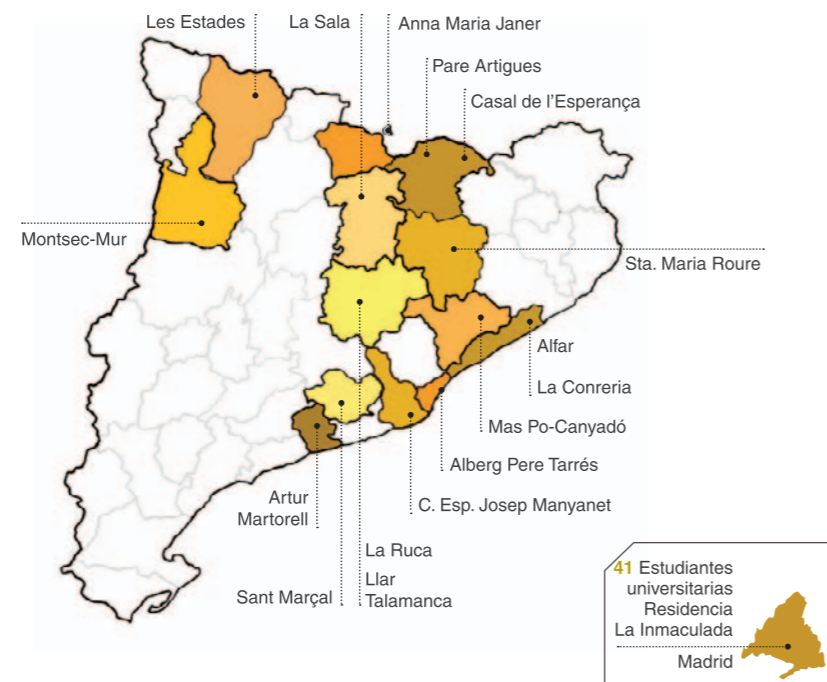 Les Estades
La Sala
Anna Maria Janer
Pare Artigues
Casal de l'Esperança
Montsec-Mur
Sta. Maria Roure
Alfar
La Conreria
Mas Po-Canyadó
Alberg Pere Tarrés
C. Esp. Josep Manyanet
Artur
Martorell
La Ruca
Llar
Talamanca
Sant Marçal
41 Estudiantes
universitarias
Residencia
La Inmaculada
Madrid